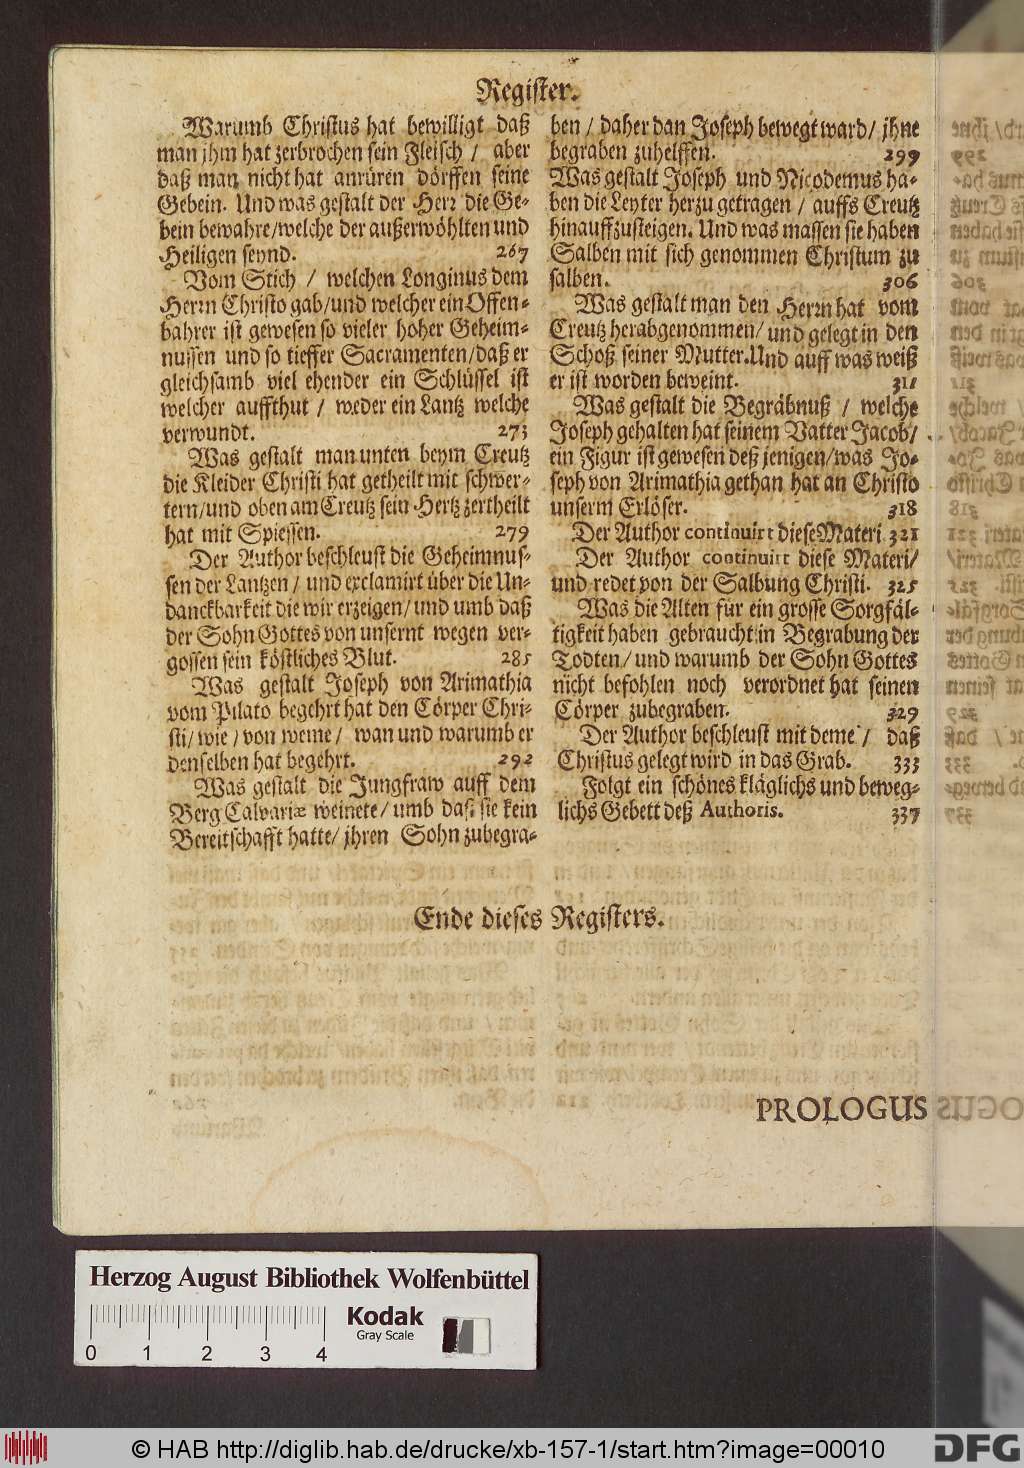 Register.
Warumb Christus hat bewilligt daß
man jhm hat zerbrochen sein Fleisch / aber
daß man nicht hat anrüren dörffen seine
Gebein. Und was gestalt der Herr die Ge-
bein bewahre/welche der außerwöhlten und
Heiligen seynd. 267
Vom Stich / welchen Longinus dem
Herrn Christo gab/und welcher ein Offen-
bahrer ist gewesen so vieler hoher Geheim-
nussen und so tieffer Sacramenten/daß er
gleichsamb viel ehender ein Schlüssel ist
welcher auffthut / weder ein Lantz welche
verwundt. 273
Was gestalt man unten beym Creutz
die Kleider Christi hat getheilt mit schwer-
tern/und oben am Creutz sein Hertz zertheilt
hat mit Spiessen. 279
Der Author beschleust die Geheimnus-
sen der Lantzen / und exclamirt über die Un-
danckbarkeit die wir erzeigen/und umb daß
der Sohn Gottes von unsernt wegen ver-
gossen sein köstliches Blut. 285
Was gestalt Joseph von Arimathia
vom Pilato begehrt hat den Cörper Chri-
sti/ wie / von weme / wan und warumb er
denselben hat begehrt. 292
Was gestalt die Jungfraw auff dem
Berg Calvariæ weinete / umb daß sie kein
Bereitschafft hatte/ jhren Sohn zubegra-
ben / daher dan Joseph bewegt ward / jhne
begraben zuhelffen. 299
Was gestalt Joseph und Nicodemus ha-
ben die Leyter herzu getragen / auffs Creutz
hinauffzusteigen. Und was massen sie haben
Salben mit sich genommen Christum zu
salben. 306
Was gestalt man den Herrn hat vom
Creutz herabgenommen/ und gelegt in den
Schoß seiner Mutter. Und auff was weiß
er ist worden beweint. 311
Was gestalt die Begräbnuß / welche
Joseph gehalten hat seinem Vatter Jacob/
ein Figur ist gewesen deß jenigen/was Jo-
seph von Arimathia gethan hat an Christo
unserm Erlöser. 318
Der Author continuirt diese Materi. 321
Der Author continuirt diese Materi/
und redet von der Salbung Christi. 325
Was die Alten für ein grosse Sorgfäl-
tigkeit haben gebraucht in Begrabung der
Todten/ und warumb der Sohn Gottes
nicht befohlen noch verordnet hat seinen
Cörper zubegraben. 329
Der Author beschleust mit deme / daß
Christus gelegt wird in das Grab. 333
Folgt ein schönes kläglichs und beweg-
lichs Gebett deß Authoris. 337
Ende dieses Registers.
PROLOGUS
Herzog August Bibliothek Wolfenbüttel
Kodak
Gray Scale
0 1 2 3 4
© HAB http://diglib.hab.de/drucke/xb-157-1/start.htm?image=00010
DFG